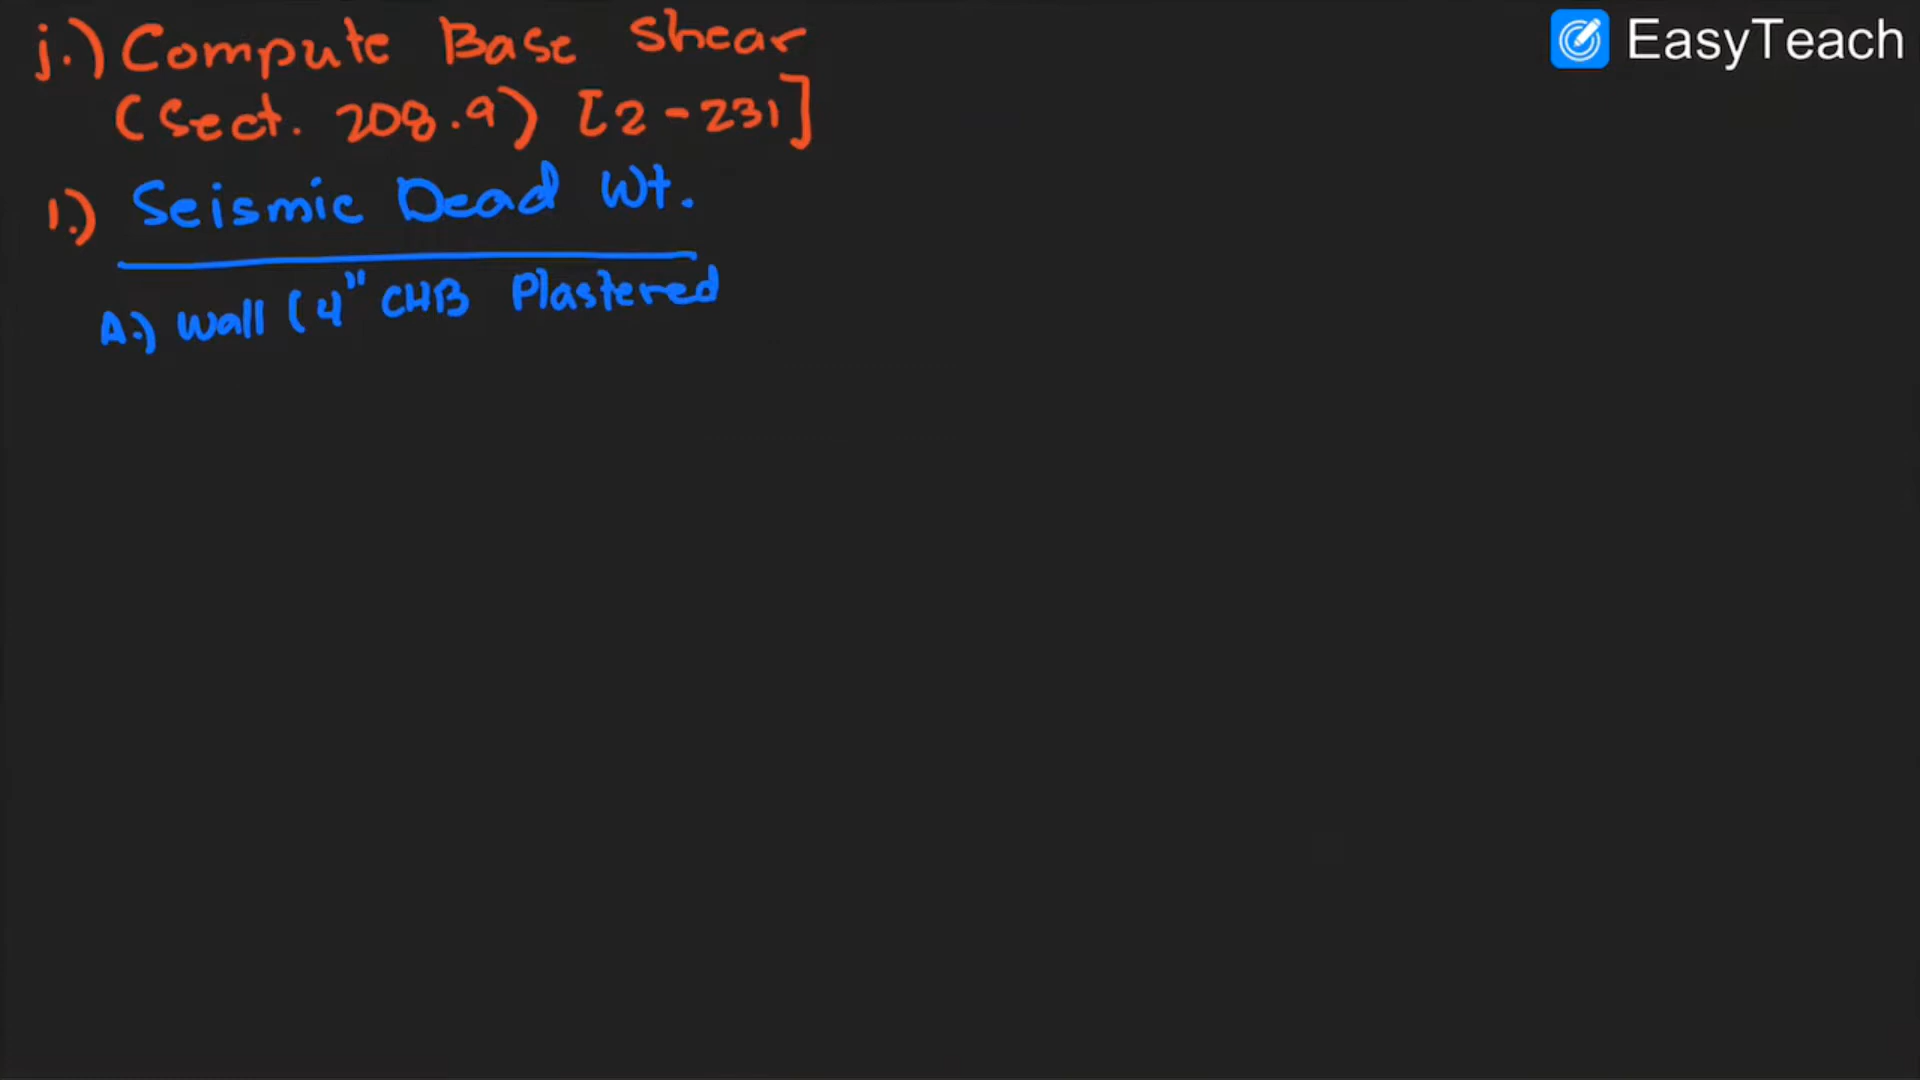 j.) Compute Base Shear
(Sect. 208.9) [2-231]
1.) Seismic Dead Wt.
A.) Wall (4" CHB Plastered
EasyTeach